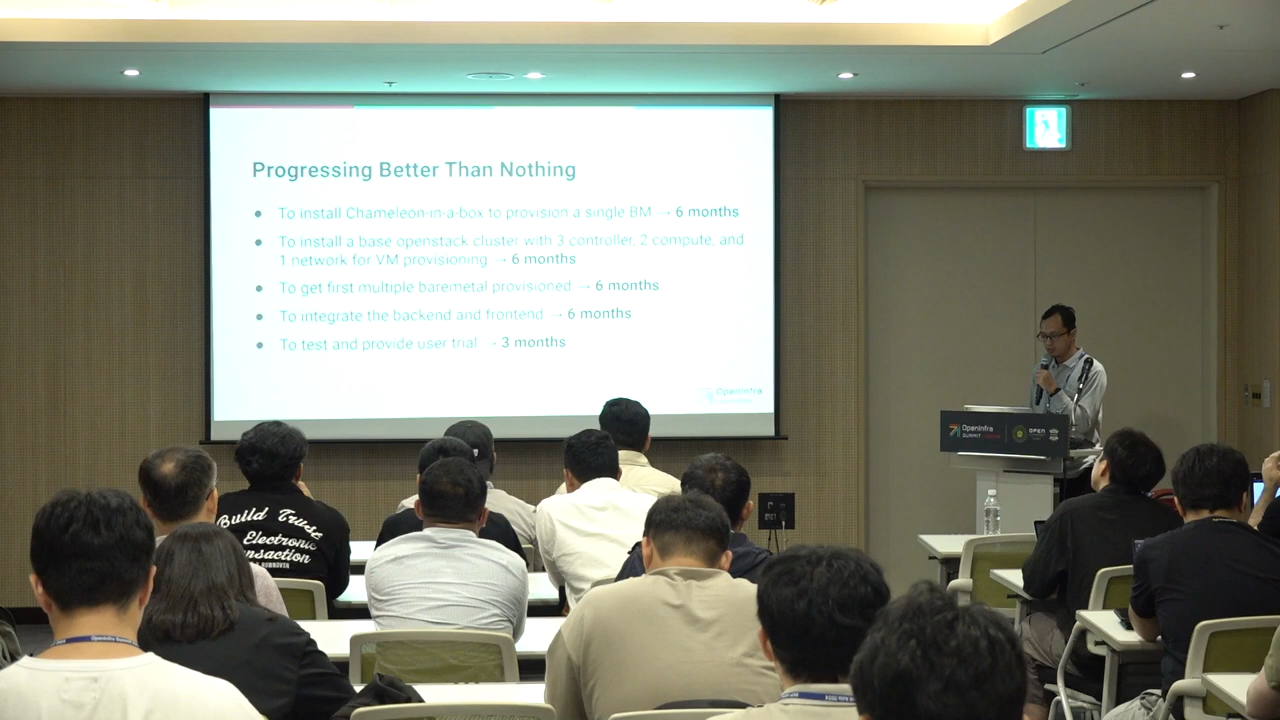 Progressing Better Than Nothing
● To install Chameleon-in-a-box to provision a single BM → 6 months
● To install a base openstack cluster with 3 controller, 2 compute, and
1 network for VM provisioning → 6 months
● To get first multiple baremetal provisioned → 6 months
● To integrate the backend and frontend → 6 months
● To test and provide user trial → 3 months
OpenInfra
OpenInfra
SUMMIT
OPEN
Build Trust
Electronic